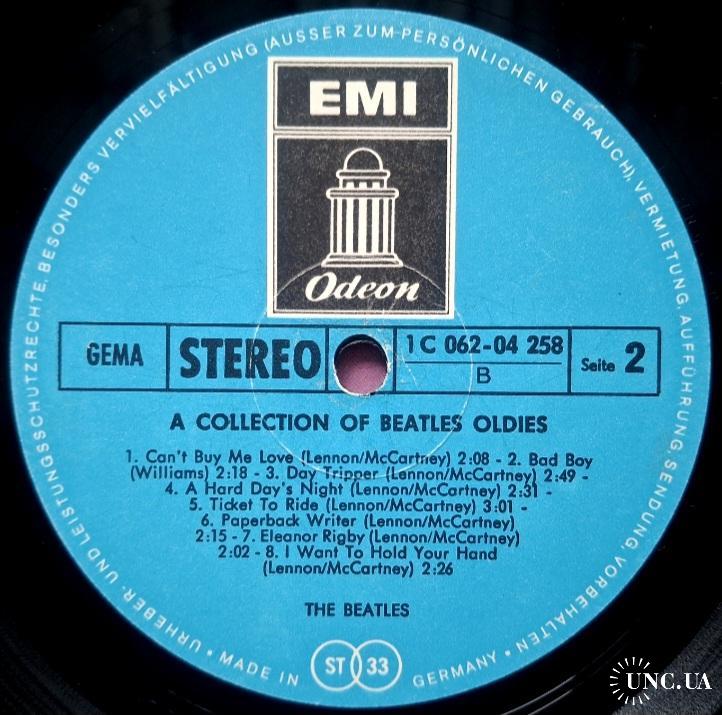 URHEBER- UND LEISTUNGSSCHUTZRECHTE, BESONDERS VERVIELFÄLTIGUNG (AUSSER ZUM PERSÖNLICHEN GEBRAUCH), VERMIETUNG, AUFFÜHRUNG, SENDUNG, VORBEHALTEN •
EMI
Odeon
GEMA
STEREO
1 C 062-04 258
B
Seite 2
A COLLECTION OF BEATLES OLDIES
1. Can't Buy Me Love (Lennon/McCartney) 2:08 - 2. Bad Boy
(Williams) 2:18 - 3. Day Tripper (Lennon/McCartney) 2:49 -
4. A Hard Day's Night (Lennon/McCartney) 2:31 -
5. Ticket To Ride (Lennon/McCartney) 3:01 -
6. Paperback Writer (Lennon/McCartney)
2:15 - 7. Eleanor Rigby (Lennon/McCartney)
2:02 - 8. I Want To Hold Your Hand
(Lennon/McCartney) 2:26
THE BEATLES
• MADE IN ST 33 GERMANY •
UNC.UA